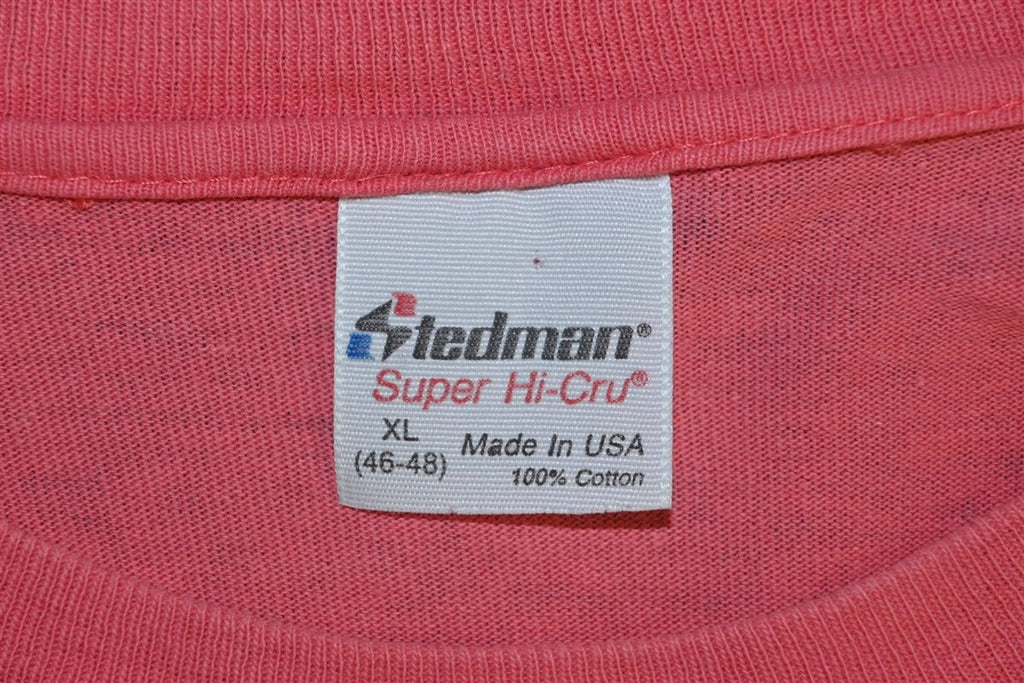 Stedman®
Super Hi-Cru®
XL
(46-48)
Made In USA
100% Cotton